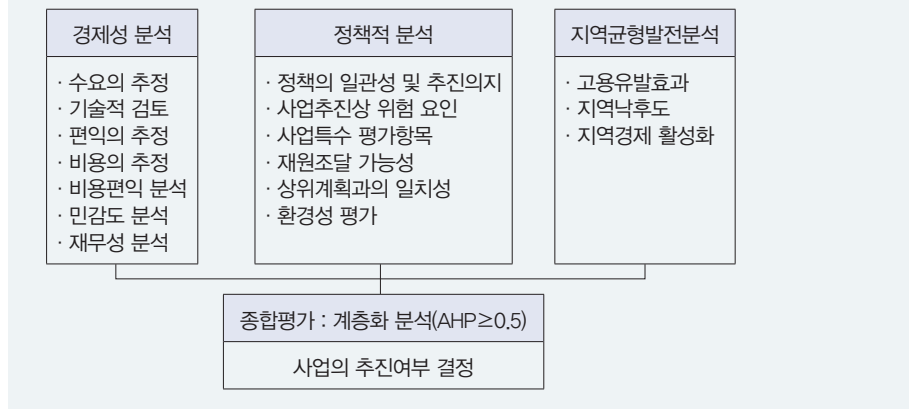 경제성 분석
· 수요의 추정
· 기술적 검토
· 편익의 추정
· 비용의 추정
· 비용편익 분석
· 민감도 분석
· 재무성 분석
정책적 분석
· 정책의 일관성 및 추진의지
· 사업추진상 위험 요인
· 사업특수 평가항목
· 재원조달 가능성
· 상위계획과의 일치성
· 환경성 평가
지역균형발전분석
· 고용유발효과
· 지역낙후도
· 지역경제 활성화
종합평가 : 계층화 분석(AHP≥0.5)
사업의 추진여부 결정